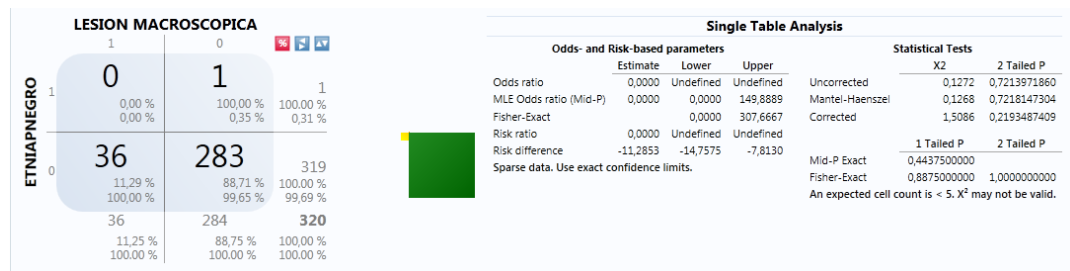 LESION MACROSCOPICA
1 0 %
ETNIAPNEGRO
1 0 1 1
0,00 % 100,00 % 100.00 %
0,00 % 0,35 % 0,31 %
0 36 283 319
11,29 % 88,71 % 100.00 %
100,00 % 99,65 % 99,69 %
36 284 320
11,25 % 88,75 % 100,00 %
100.00 % 100.00 % 100.00 %
Single Table Analysis
Odds- and Risk-based parameters
Estimate Lower Upper
Odds ratio 0,0000 Undefined Undefined
MLE Odds ratio (Mid-P) 0,0000 0,0000 149,8889
Fisher-Exact 0,0000 307,6667
Risk ratio 0,0000 Undefined Undefined
Risk difference -11,2853 -14,7575 -7,8130
Sparse data. Use exact confidence limits.
Statistical Tests
X2 2 Tailed P
Uncorrected 0,1272 0,7213971860
Mantel-Haenszel 0,1268 0,7218147304
Corrected 1,5086 0,2193487409
1 Tailed P 2 Tailed P
Mid-P Exact 0,4437500000
Fisher-Exact 0,8875000000 1,0000000000
An expected cell count is < 5. X² may not be valid.